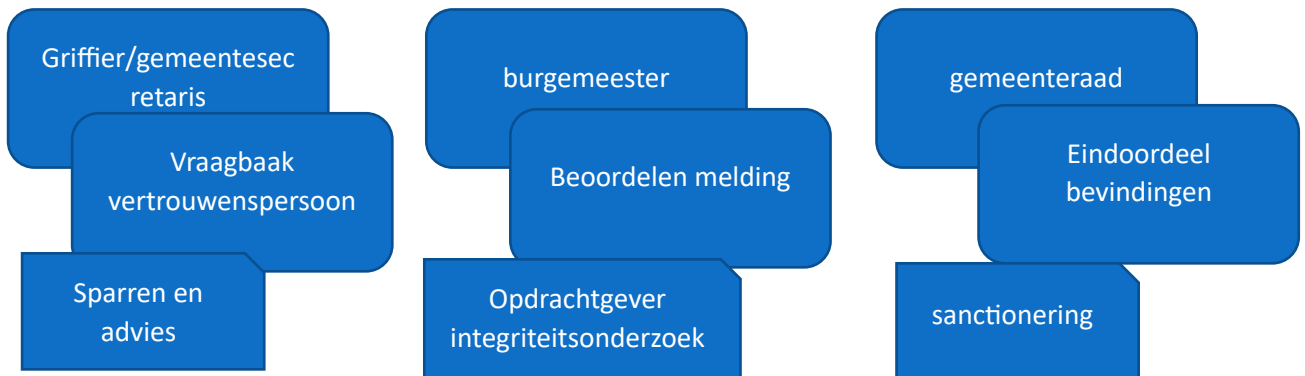 Griffier/gemeentesec
retaris
Vraagbaak
vertrouwenspersoon
Sparren en
advies
burgemeester
Beoordelen melding
Opdrachtgever
integriteitsonderzoek
gemeenteraad
Eindoordeel
bevindingen
sanctionering